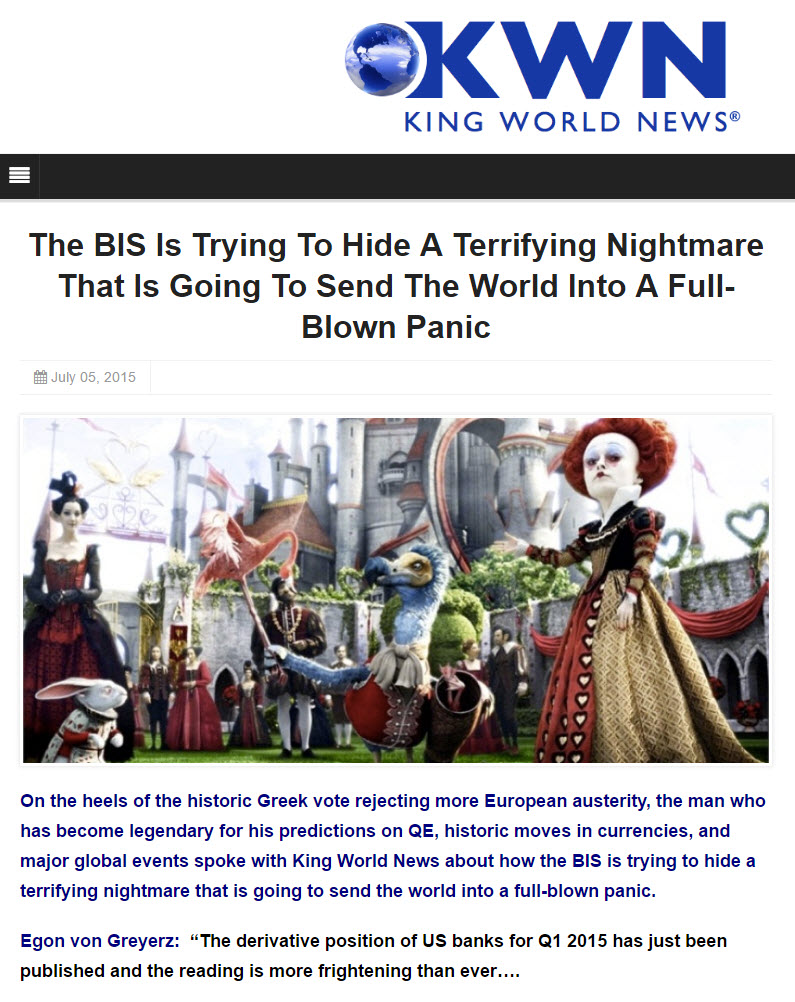 KWN
KING WORLD NEWS®
The BIS Is Trying To Hide A Terrifying Nightmare
That Is Going To Send The World Into A Full-
Blown Panic
July 05, 2015
On the heels of the historic Greek vote rejecting more European austerity, the man who
has become legendary for his predictions on QE, historic moves in currencies, and
major global events spoke with King World News about how the BIS is trying to hide a
terrifying nightmare that is going to send the world into a full-blown panic.
Egon von Greyerz:  “The derivative position of US banks for Q1 2015 has just been
published and the reading is more frightening than ever….